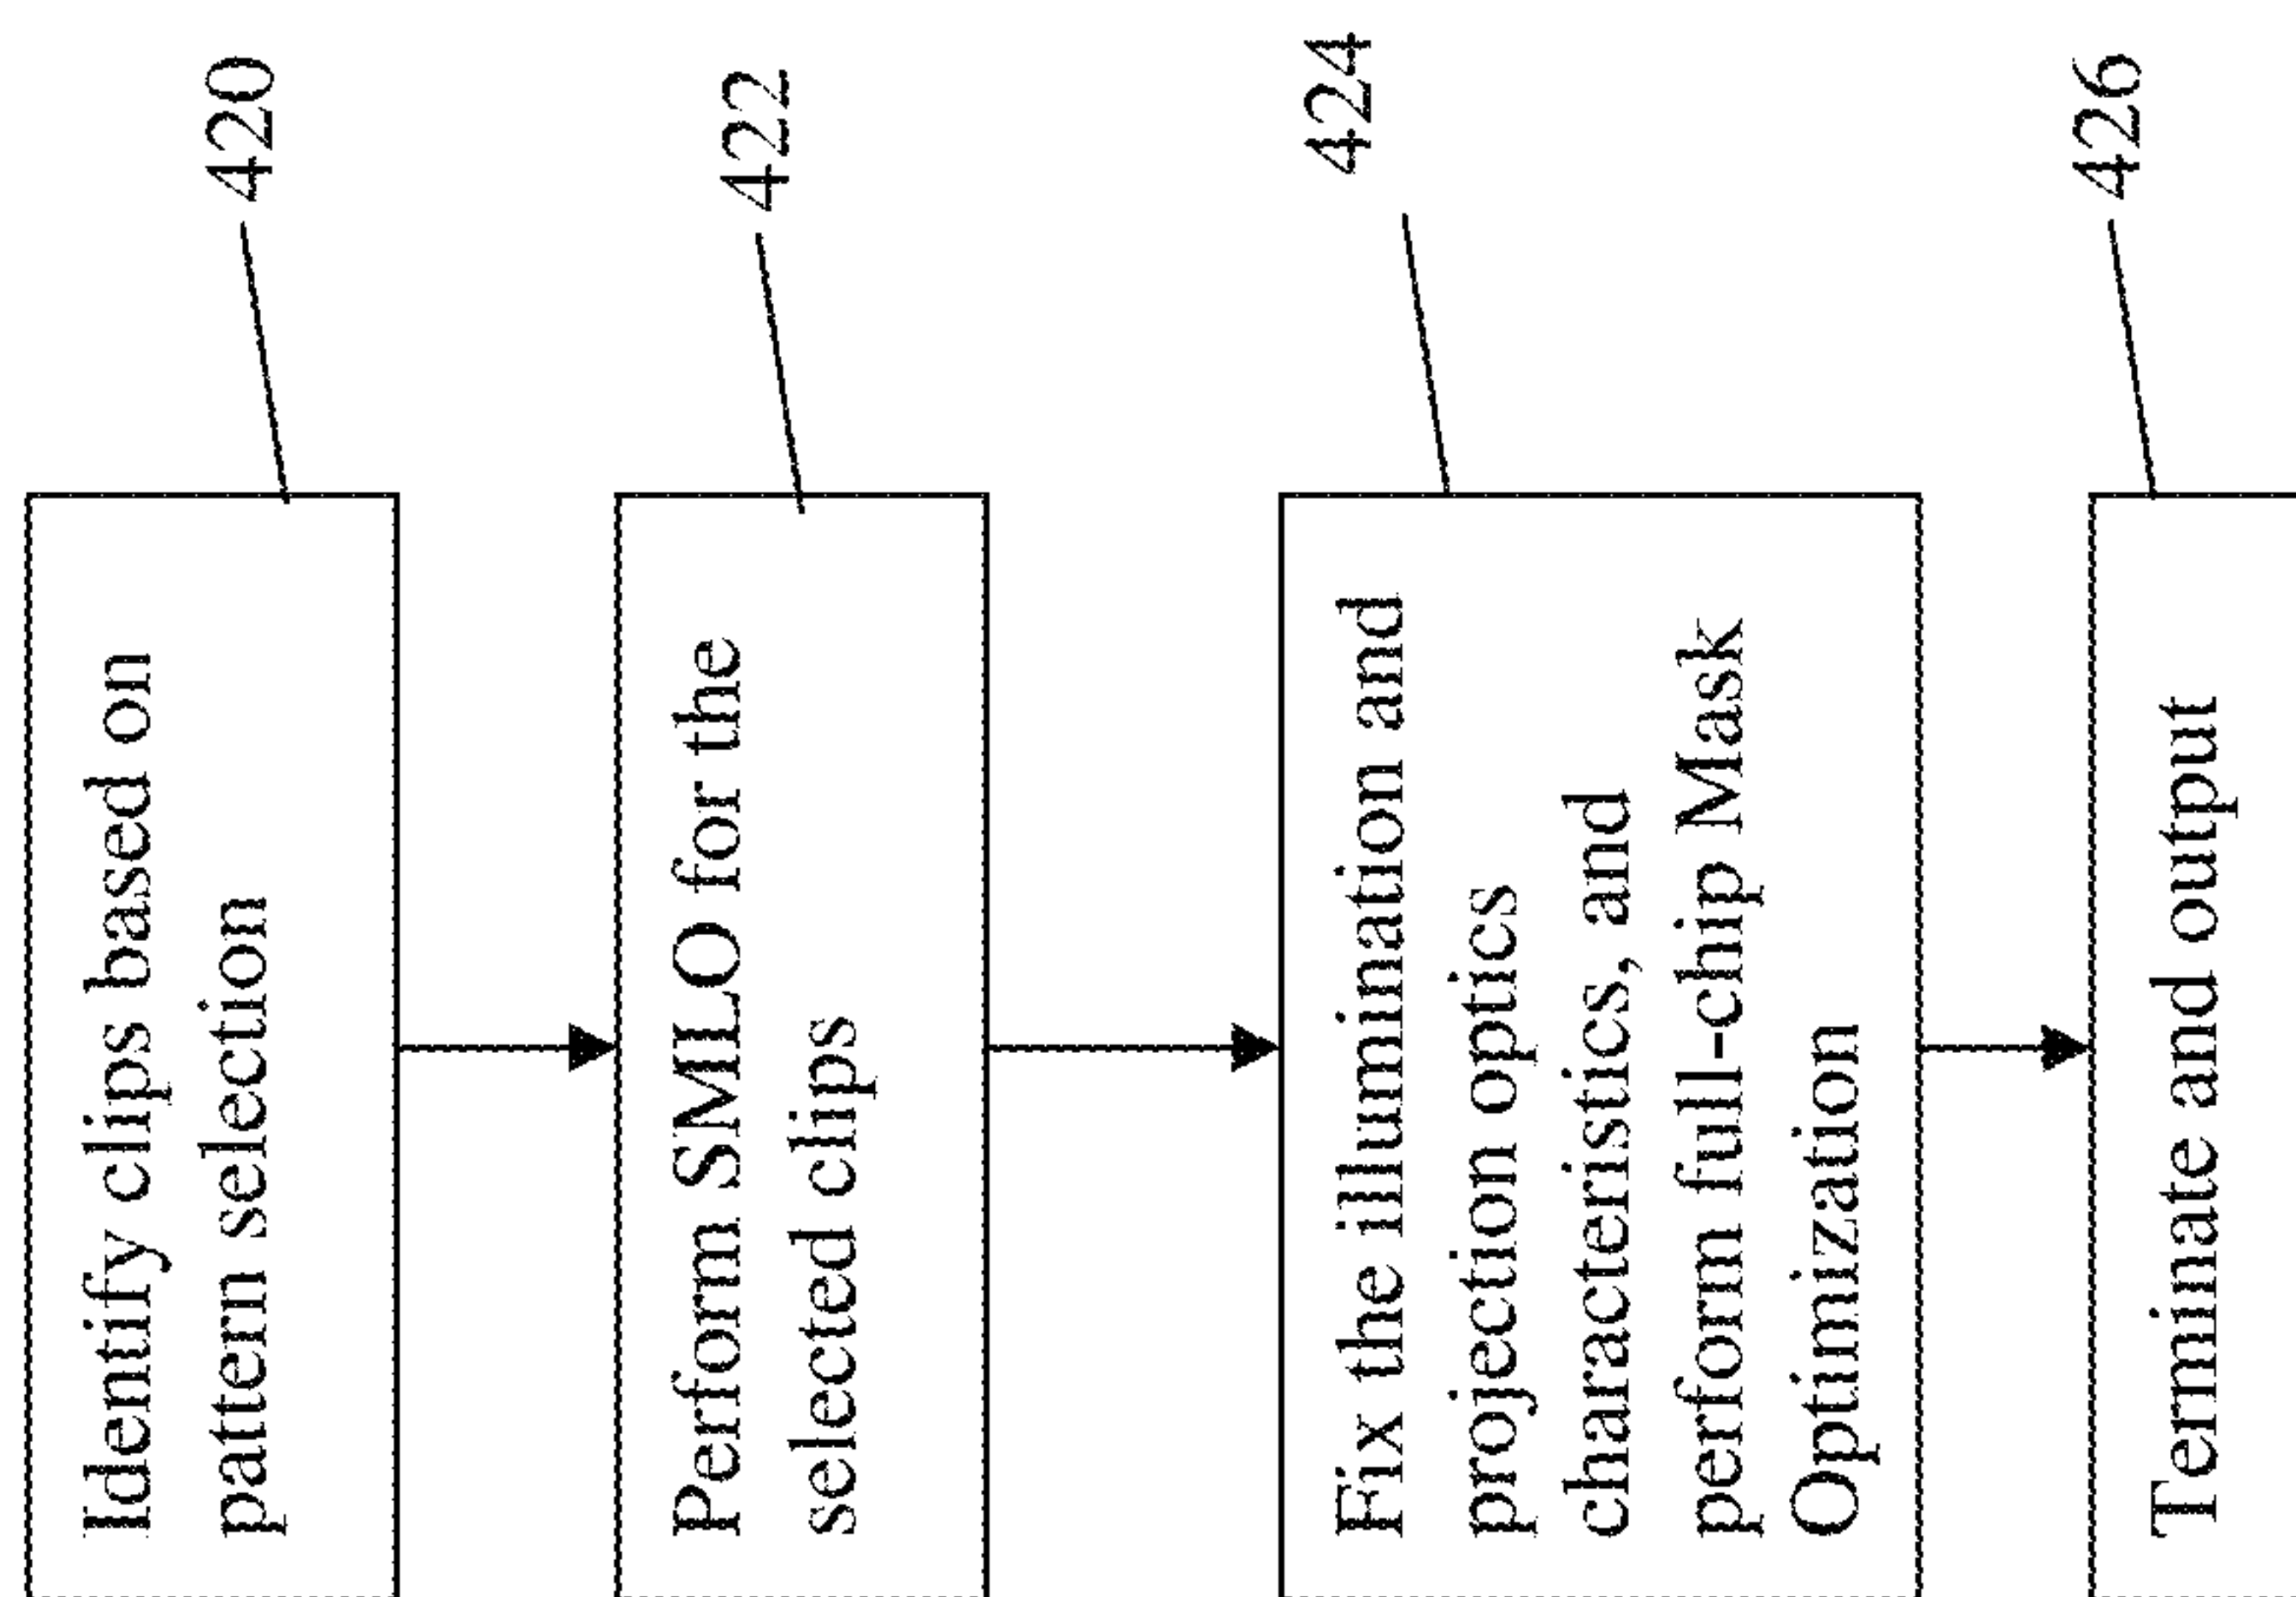 Identify clips based on
pattern selection
420
Perform SMLO for the
selected clips
422
Fix the illumination and
projection optics
characteristics, and
perform full-chip Mask
Optimization
424
Terminate and output
426